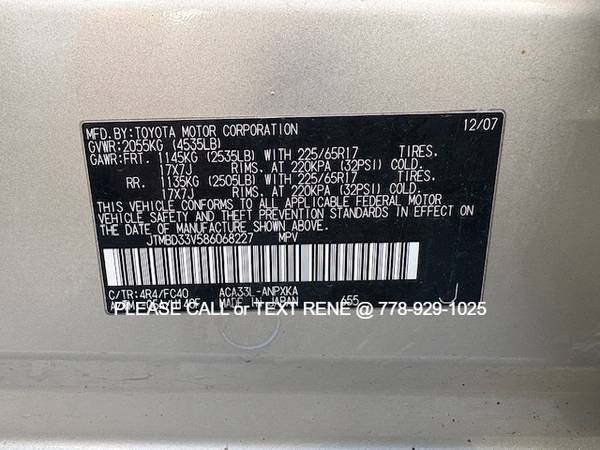 MFD.BY:TOYOTA MOTOR CORPORATION 12/07
GVWR:2055KG (4535LB)
GAWR:FRT. 1145KG (2535LB) WITH 225/65R17 TIRES,
17X7J RIMS, AT 220KPA (32PSI) COLD.
RR. 1135KG (2505LB) WITH 225/65R17 TIRES,
17X7J RIMS, AT 220KPA (32PSI) COLD.
THIS VEHICLE CONFORMS TO ALL APPLICABLE FEDERAL MOTOR
VEHICLE SAFETY AND THEFT PREVENTION STANDARDS IN EFFECT
ON THE DATE OF MANUFACTURE SHOWN ABOVE.
JTMBD33V586068227 MPV
C/TR:4R4/FC40 ACA33L-ANPXKA
MADE IN JAPAN 655 J
PLEASE CALL or TEXT RENE @ 778-929-1025